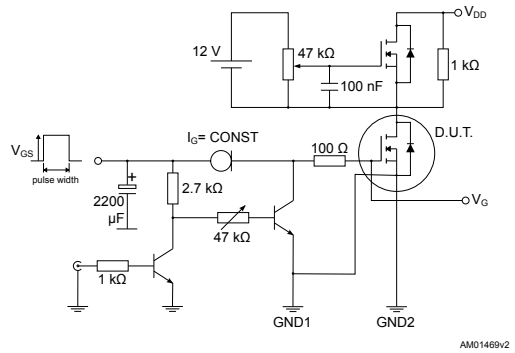 V_DD
12 V
47 kΩ
100 nF
1 kΩ
V_GS
pulse width
I_G= CONST
100 Ω
D.U.T.
+
2200
μF
2.7 kΩ
47 kΩ
V_G
1 kΩ
GND1
GND2
AM01469v2